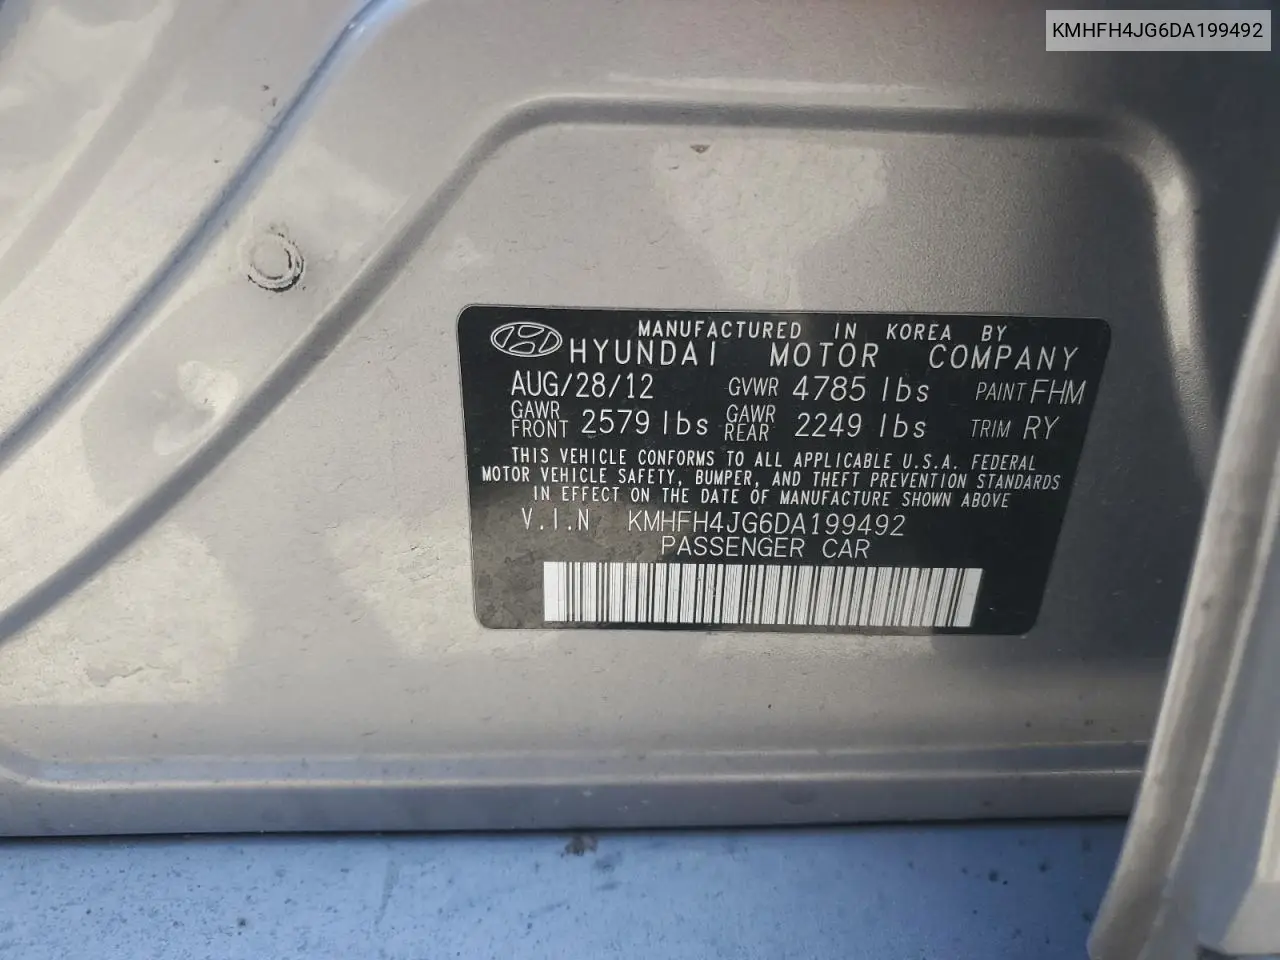 KMHFH4JG6DA199492
MANUFACTURED IN KOREA BY
HYUNDAI MOTOR COMPANY
AUG/28/12 GVWR 4785 lbs PAINT FHM
GAWR FRONT 2579 lbs GAWR REAR 2249 lbs TRIM RY
THIS VEHICLE CONFORMS TO ALL APPLICABLE U.S.A. FEDERAL
MOTOR VEHICLE SAFETY, BUMPER, AND THEFT PREVENTION STANDARDS
IN EFFECT ON THE DATE OF MANUFACTURE SHOWN ABOVE
V.I.N KMHFH4JG6DA199492
PASSENGER CAR